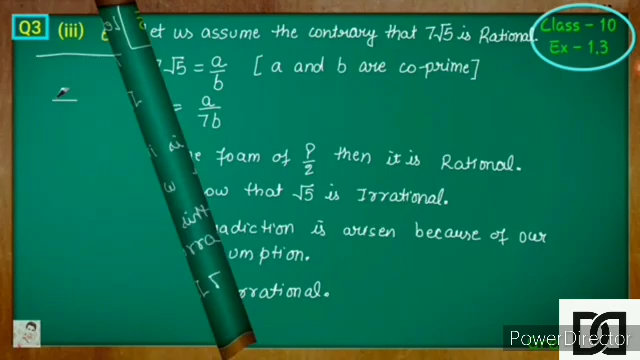 Q3 (iii) et us assume the contrary that 7√5 is Rational.
Class - 10
Ex - 1.3
7√5 = a/b [ a and b are co-prime]
= a/7b
foam of P/2 then it is Rational.
ow that √5 is Irrational.
adiction is arisen because of our
umption.
rrational.
PowerDirector